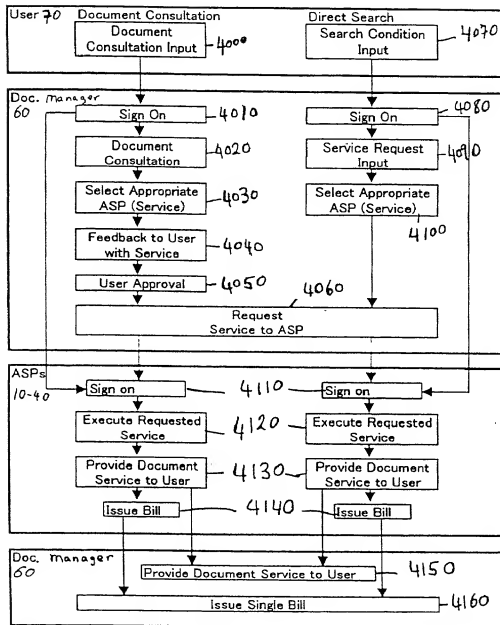 User 70
Document Consultation
Direct Search
Document
Consultation Input
4000
Search Condition
Input
4070
Doc. manager
60
Sign On
4010
Sign On
4080
Document
Consultation
4020
Service Request
Input
4090
Select Appropriate
ASP (Service)
4030
Select Appropriate
ASP (Service)
4100
Feedback to User
with Service
4040
User Approval
4050
4060
Request
Service to ASP
ASPs
10-40
Sign on
4110
Sign on
Execute Requested
Service
4120
Execute Requested
Service
Provide Document
Service to User
4130
Provide Document
Service to User
Issue Bill
4140
Issue Bill
Doc. manager
60
Provide Document Service to User
4150
Issue Single Bill
4160